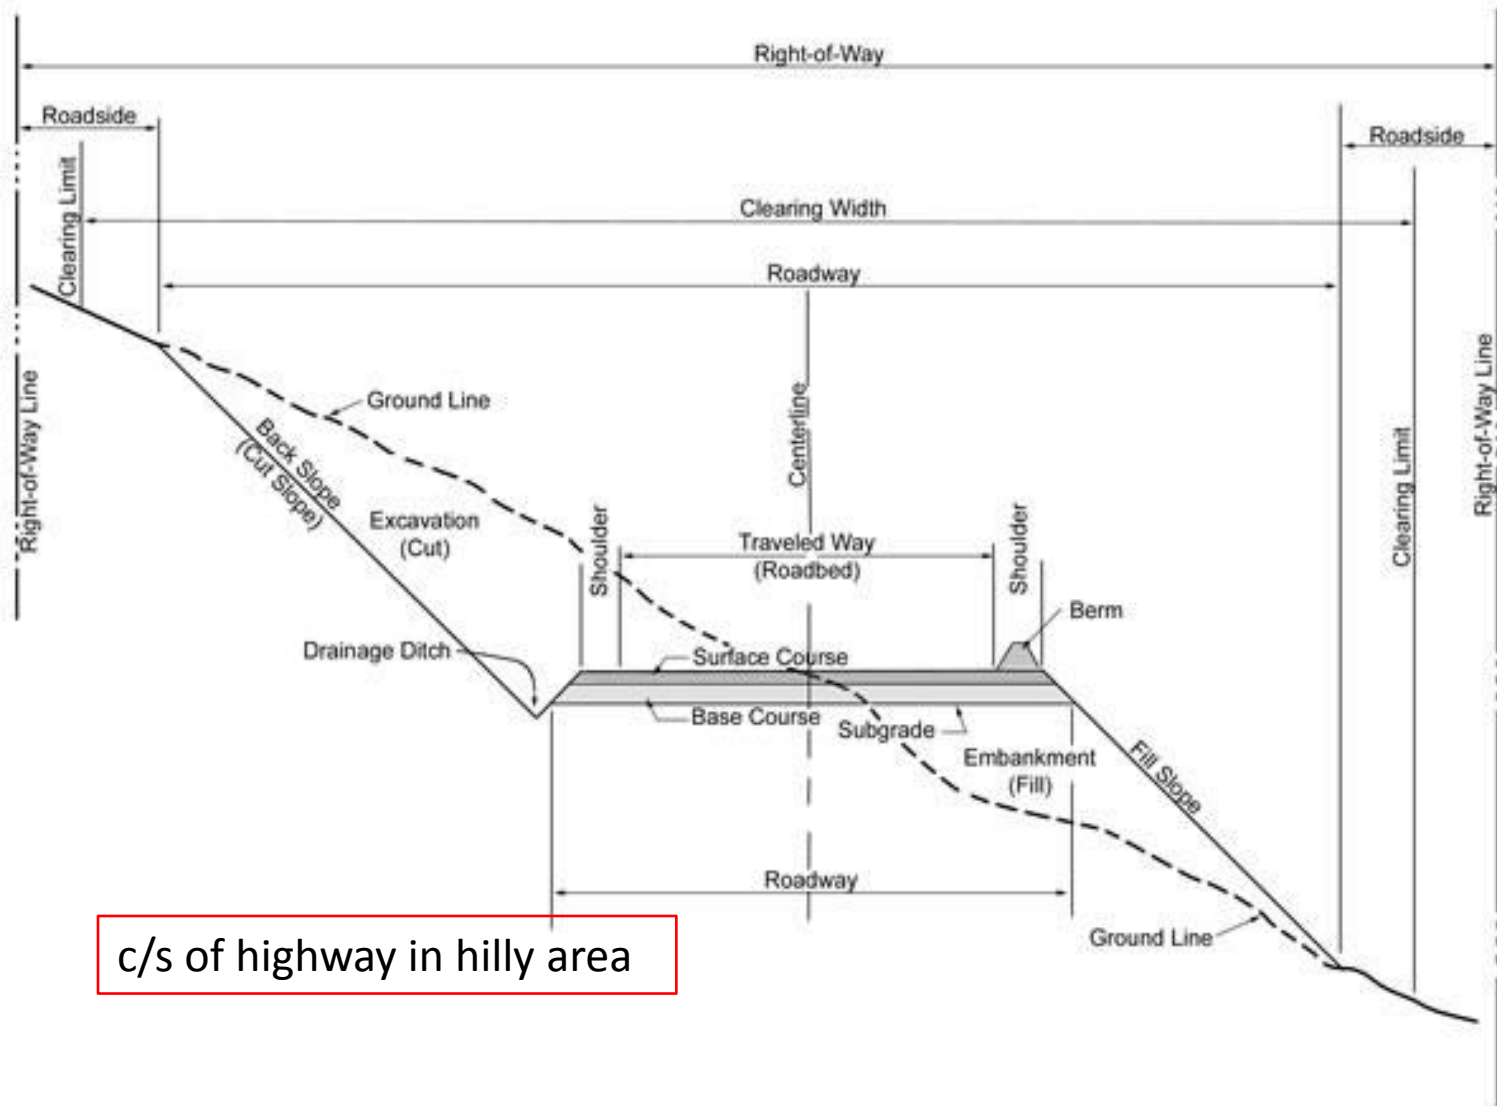 Right-of-Way
Roadside
Roadside
Clearing Limit
Clearing Width
Roadway
Right-of-Way Line
Ground Line
Back Slope
(Cut Slope)
Excavation
(Cut)
Centerline
Shoulder
Traveled Way
(Roadbed)
Shoulder
Berm
Clearing Limit
Right-of-Way Line
Drainage Ditch
Surface Course
Base Course
Subgrade
Embankment
(Fill)
Fill Slope
Roadway
Ground Line
c/s of highway in hilly area